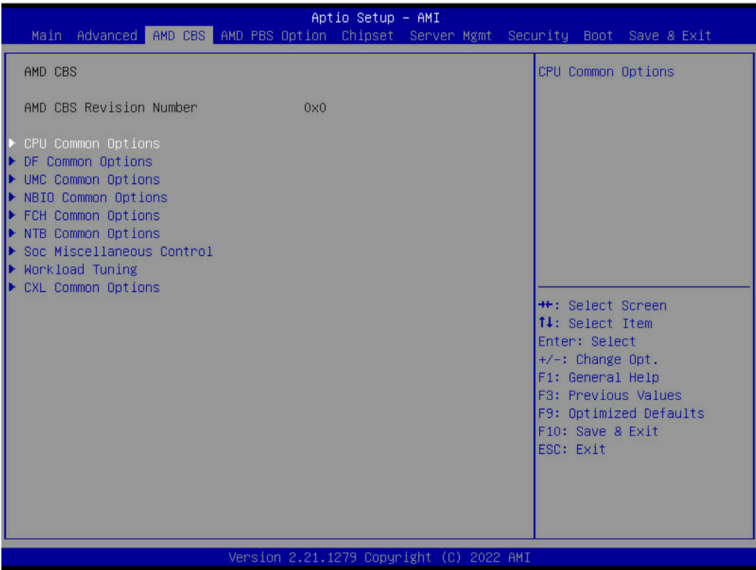 Aptio Setup – AMI
Main Advanced AMD CBS AMD PBS Option Chipset Server Mgmt Security Boot Save & Exit
AMD CBS
AMD CBS Revision Number 0x0
CPU Common Options
DF Common Options
UMC Common Options
NBIO Common Options
FCH Common Options
NTB Common Options
Soc Miscellaneous Control
Workload Tuning
CXL Common Options
CPU Common Options
→←: Select Screen
↑↓: Select Item
Enter: Select
+/-: Change Opt.
F1: General Help
F3: Previous Values
F9: Optimized Defaults
F10: Save & Exit
ESC: Exit
Version 2.21.1279 Copyright (C) 2022 AMI